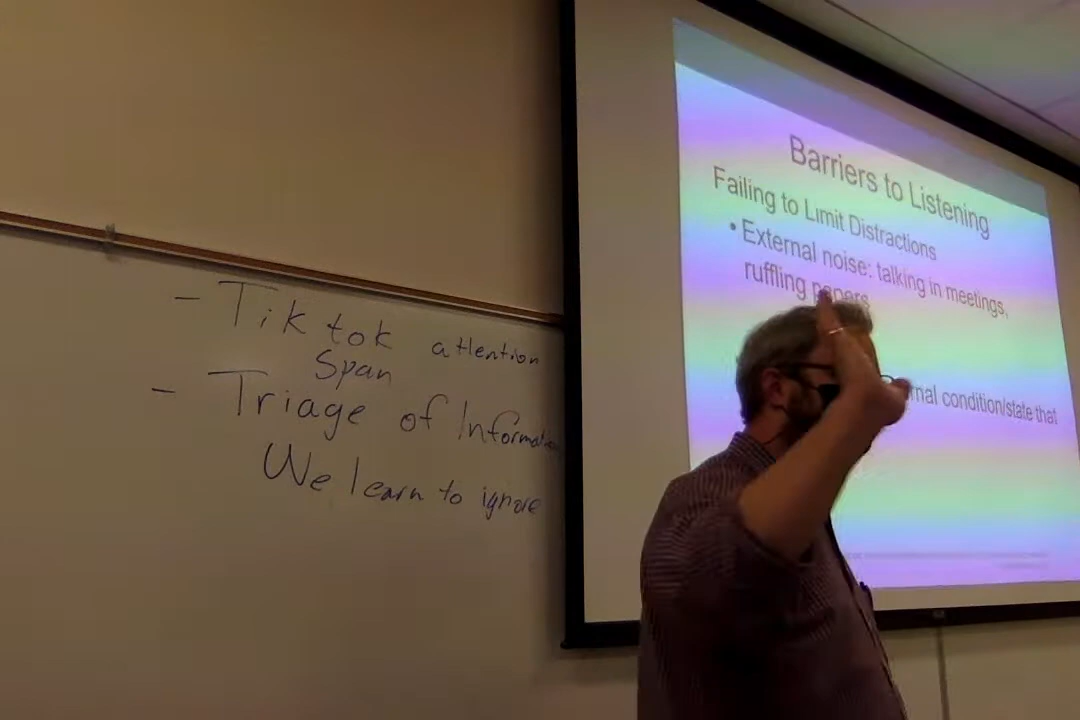 - Tik tok attention
Span
- Triage of Information
We learn to ignore
Barriers to Listening
Failing to Limit Distractions
• External noise: talking in meetings,
ruffling papers
condition/state that